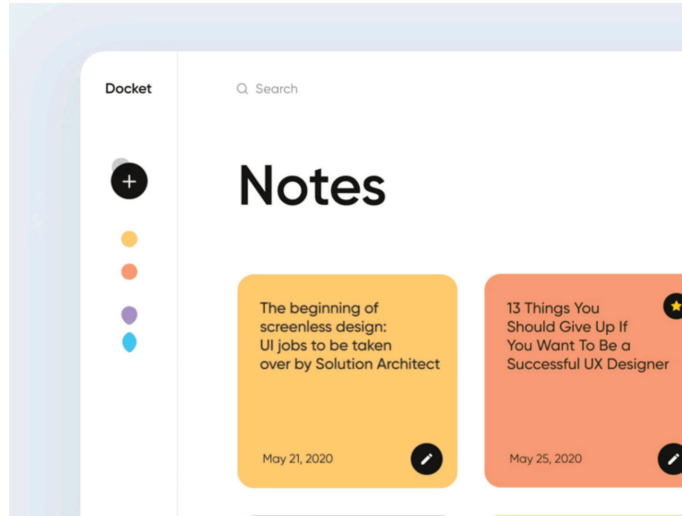 Docket
Search
Notes
The beginning of
screenless design:
UI jobs to be taken
over by Solution Architect
May 21, 2020
13 Things You
Should Give Up If
You Want To Be a
Successful UX Designer
May 25, 2020